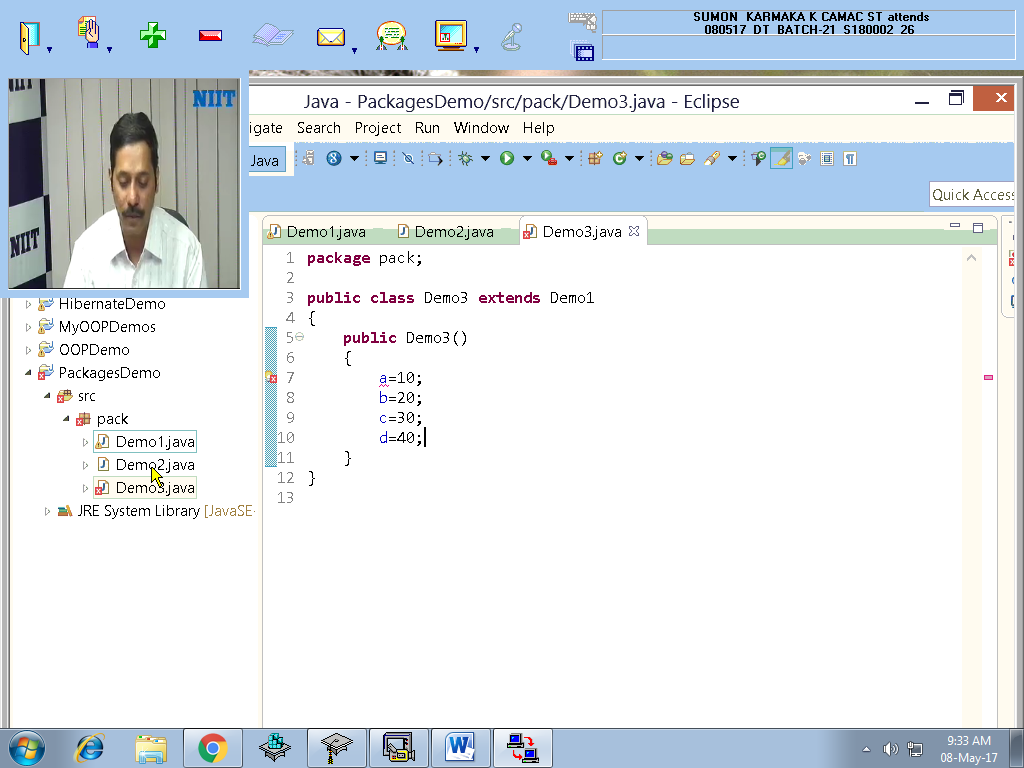 SUMON KARMAKA K CAMAC ST attends
080517 DT BATCH-21 S180002 26
NIIT
NIIT
Java - PackagesDemo/src/pack/Demo3.java - Eclipse
igate Search Project Run Window Help
Java
Quick Access
Demo1.java
Demo2.java
Demo3.java
1 package pack;
2
3 public class Demo3 extends Demo1
4 {
5 public Demo3()
6 {
7 a=10;
8 b=20;
9 c=30;
10 d=40;
11 }
12 }
13
HibernateDemo
MyOOPDemos
OOPDemo
PackagesDemo
src
pack
Demo1.java
Demo2.java
Demo3.java
JRE System Library [JavaSE-
9:33 AM
08-May-17